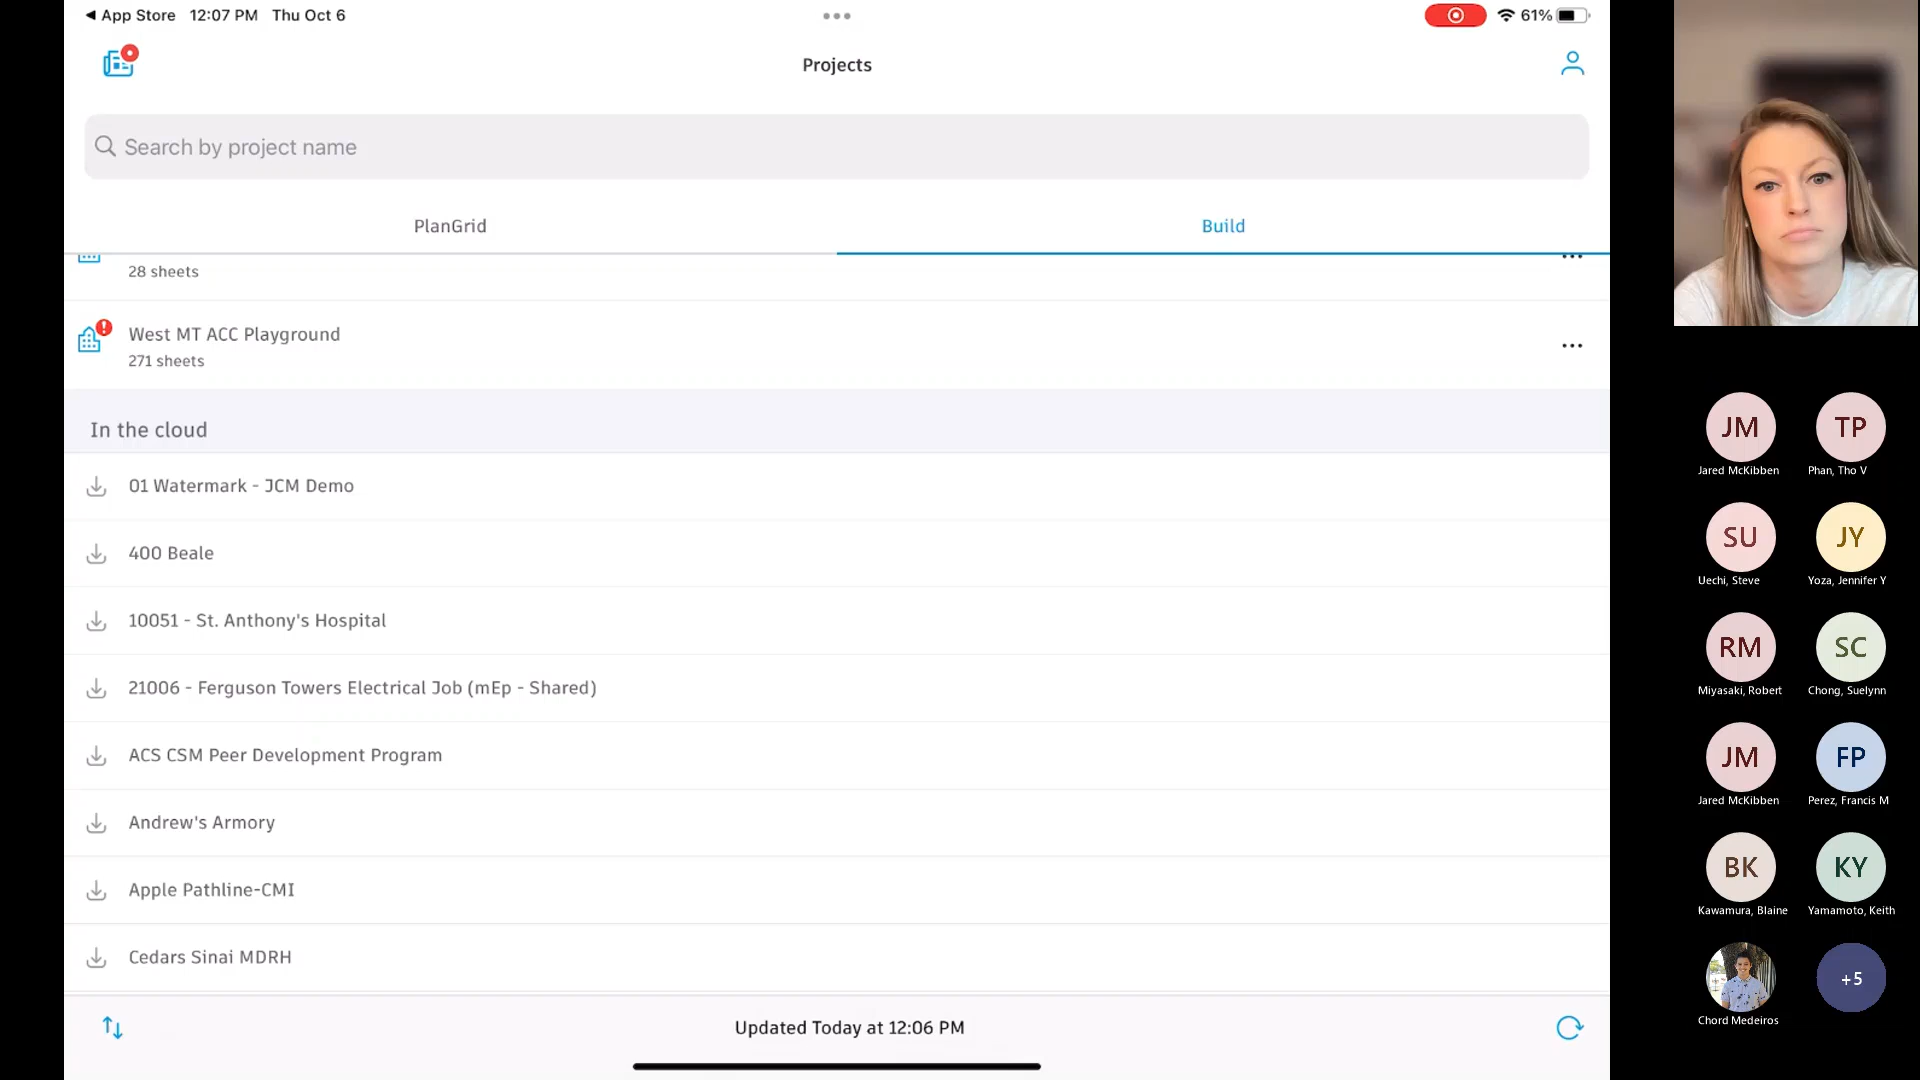 App Store 12:07 PM Thu Oct 6
61%
Projects
Search by project name
PlanGrid
Build
28 sheets
West MT ACC Playground
271 sheets
In the cloud
01 Watermark - JCM Demo
400 Beale
10051 - St. Anthony's Hospital
21006 - Ferguson Towers Electrical Job (mEp - Shared)
ACS CSM Peer Development Program
Andrew's Armory
Apple Pathline-CMI
Cedars Sinai MDRH
Updated Today at 12:06 PM
JM
TP
Jared McKibben
Phan, Tho V
SU
JY
Uechi, Steve
Yoza, Jennifer Y
RM
SC
Miyasaki, Robert
Chong, Suelynn
JM
FP
Jared McKibben
Perez, Francis M
BK
KY
Kawamura, Blaine
Yamamoto, Keith
+5
Chord Medeiros